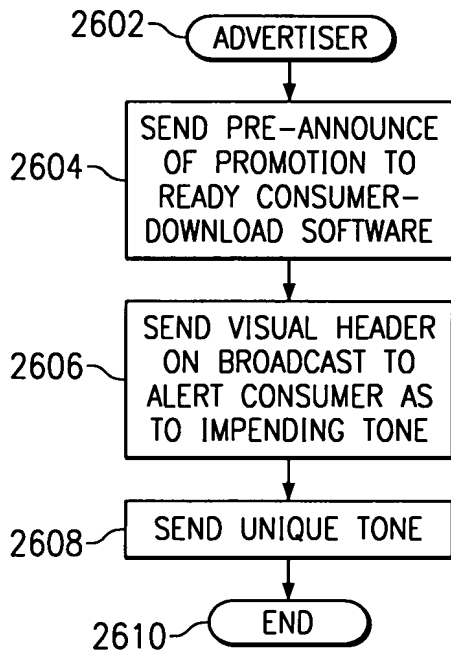 2602
ADVERTISER
2604
SEND PRE-ANNOUNCE
OF PROMOTION TO
READY CONSUMER-
DOWNLOAD SOFTWARE
2606
SEND VISUAL HEADER
ON BROADCAST TO
ALERT CONSUMER AS
TO IMPENDING TONE
2608
SEND UNIQUE TONE
2610
END